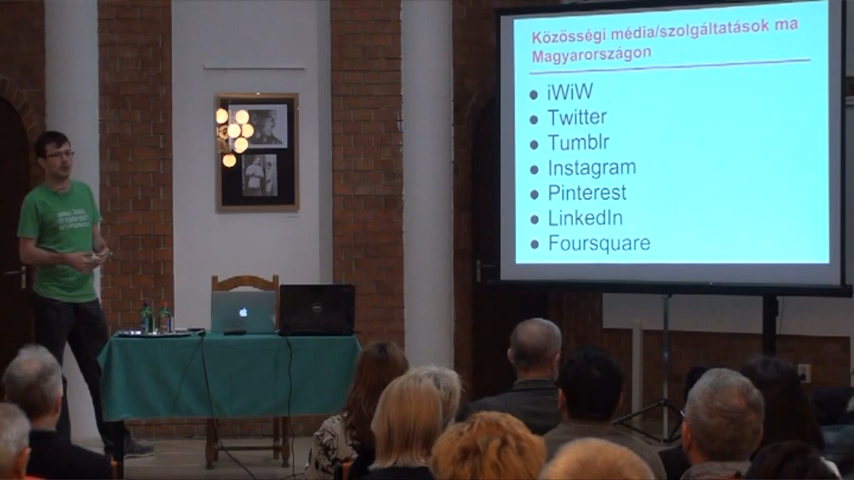 Közösségi média/szolgáltatások ma
Magyarországon
● iWiW
● Twitter
● Tumblr
● Instagram
● Pinterest
● LinkedIn
● Foursquare